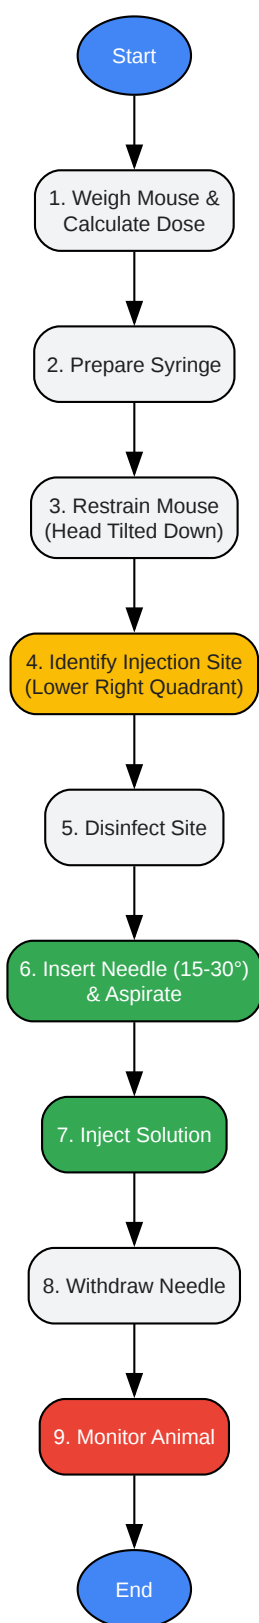 Start
1. Weigh Mouse &
Calculate Dose
2. Prepare Syringe
3. Restrain Mouse
(Head Tilted Down)
4. Identify Injection Site
(Lower Right Quadrant)
5. Disinfect Site
6. Insert Needle (15-30°)
& Aspirate
7. Inject Solution
8. Withdraw Needle
9. Monitor Animal
End